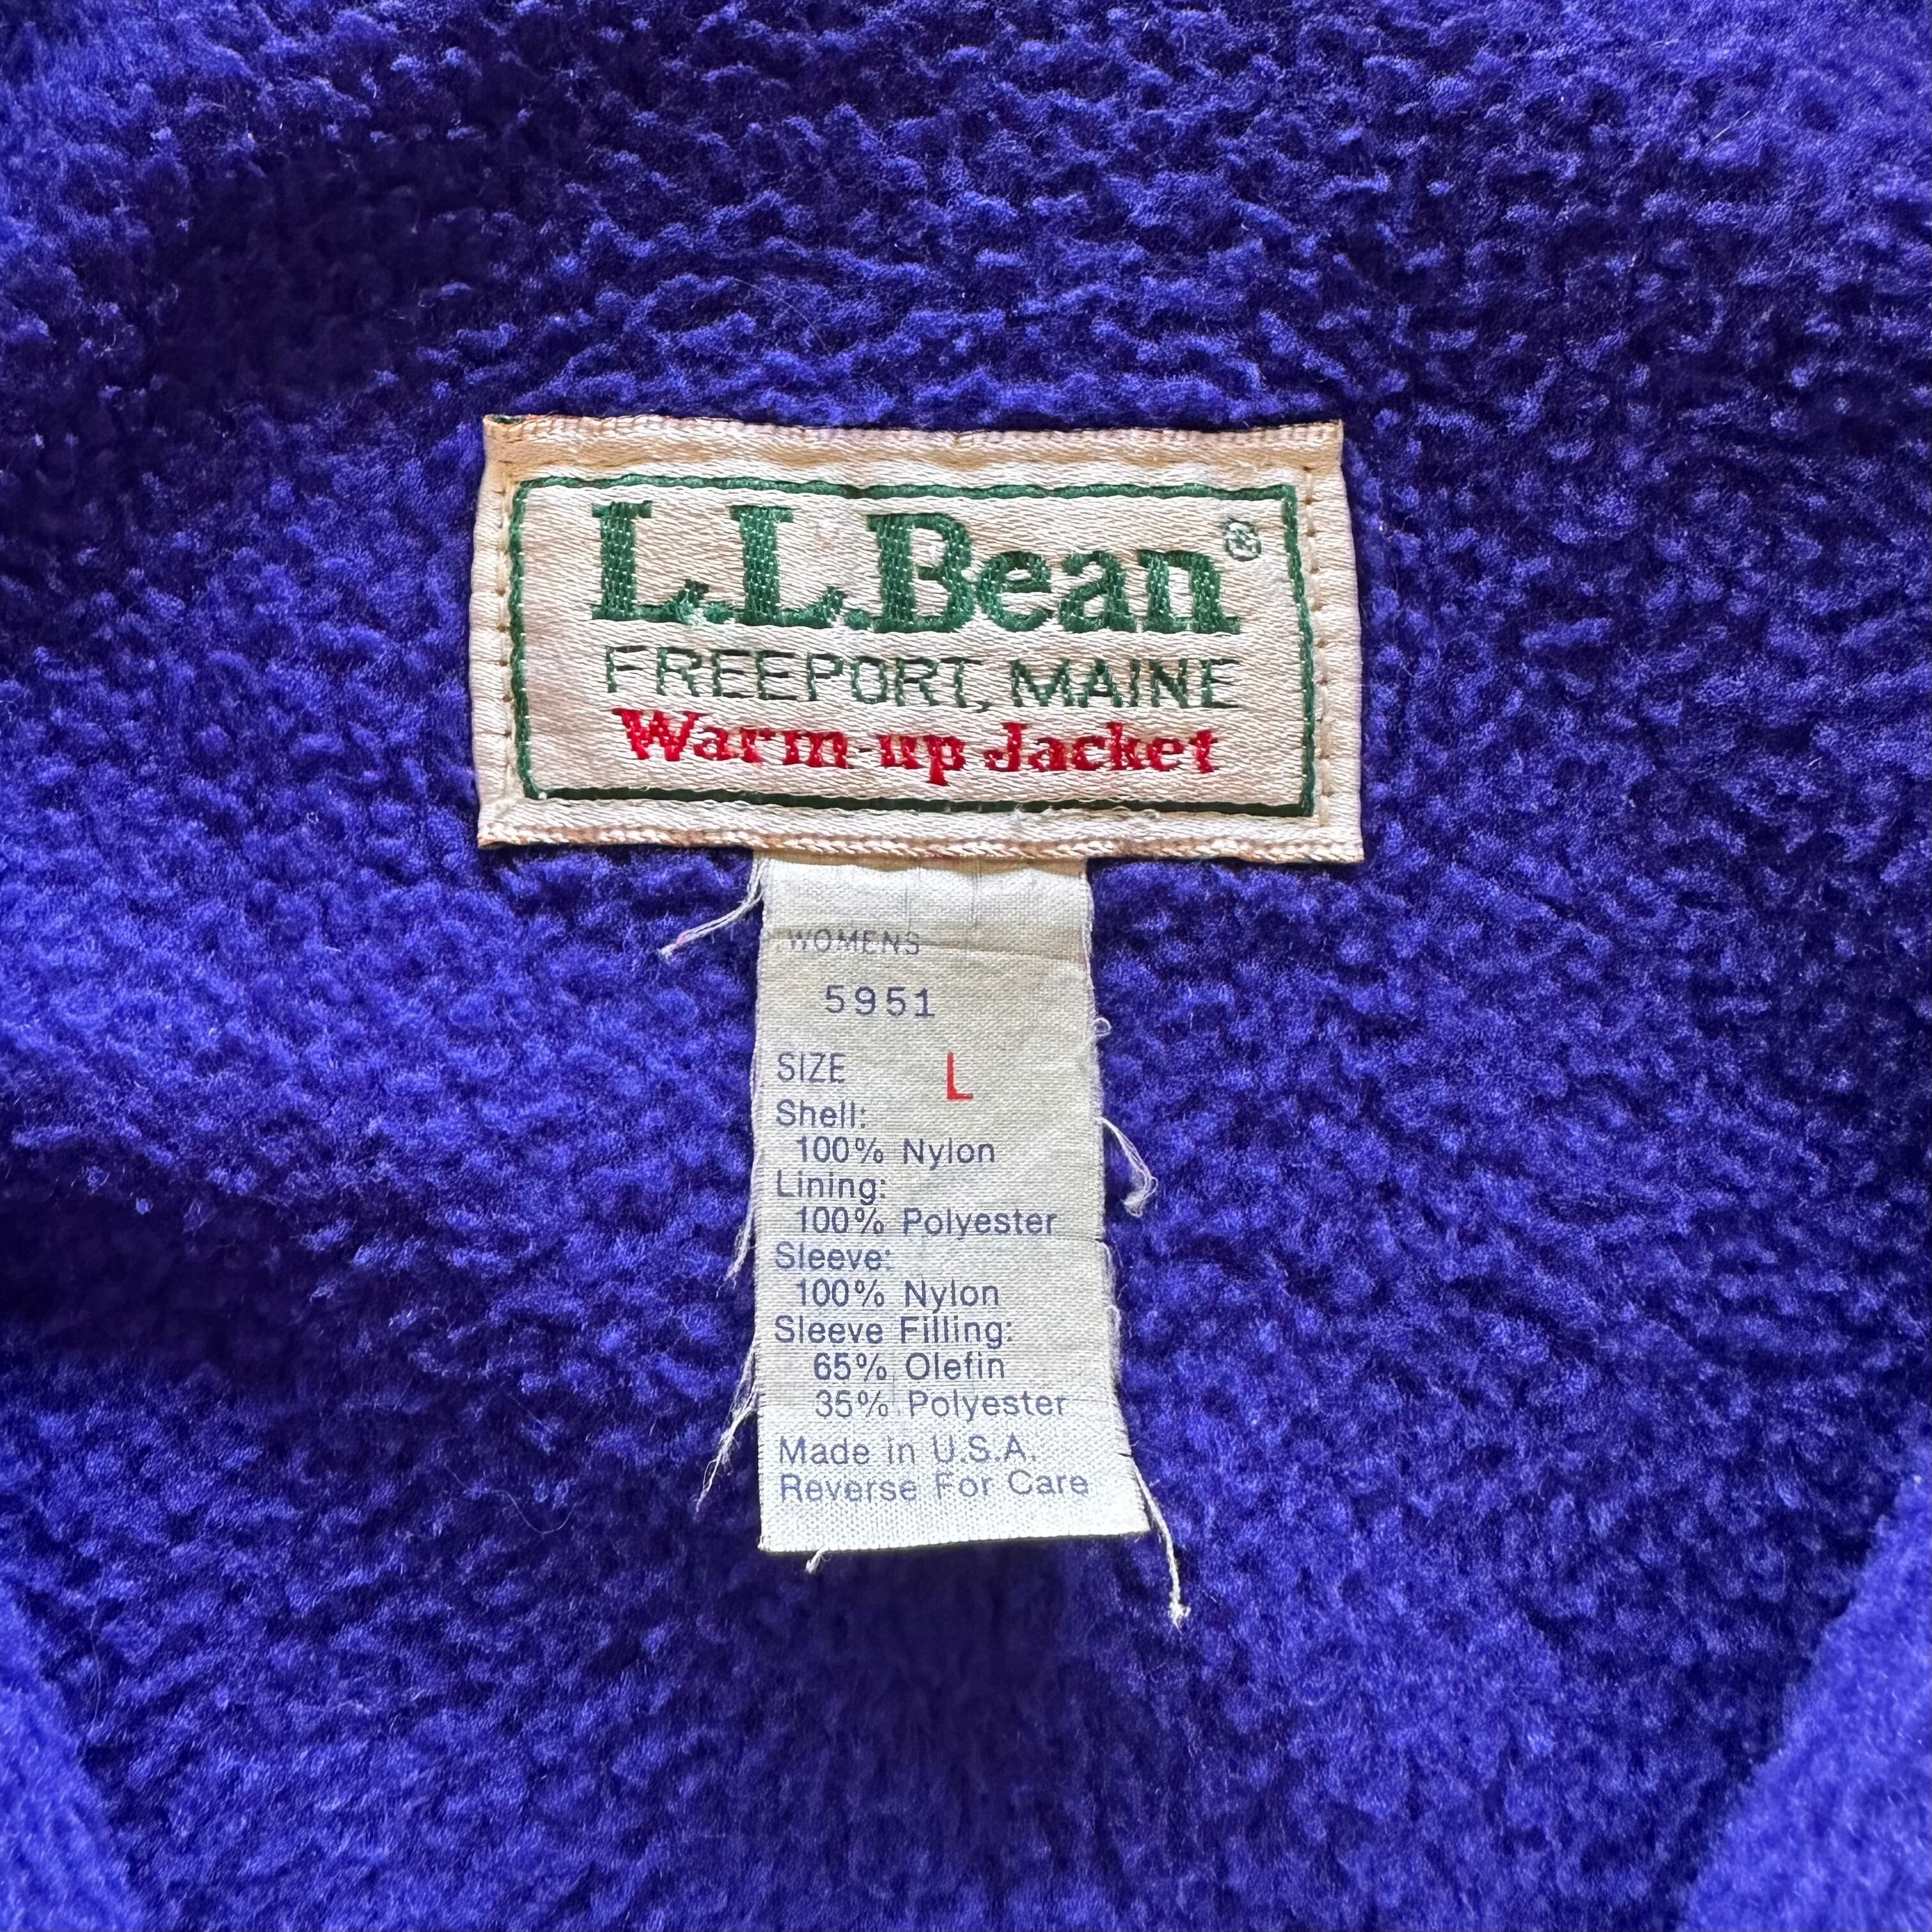 L.L.Bean®
FREEPORT, MAINE
Warm-up Jacket
WOMENS
5951
SIZE L
Shell:
100% Nylon
Lining:
100% Polyester
Sleeve:
100% Nylon
Sleeve Filling:
65% Olefin
35% Polyester
Made in U.S.A.
Reverse For Care